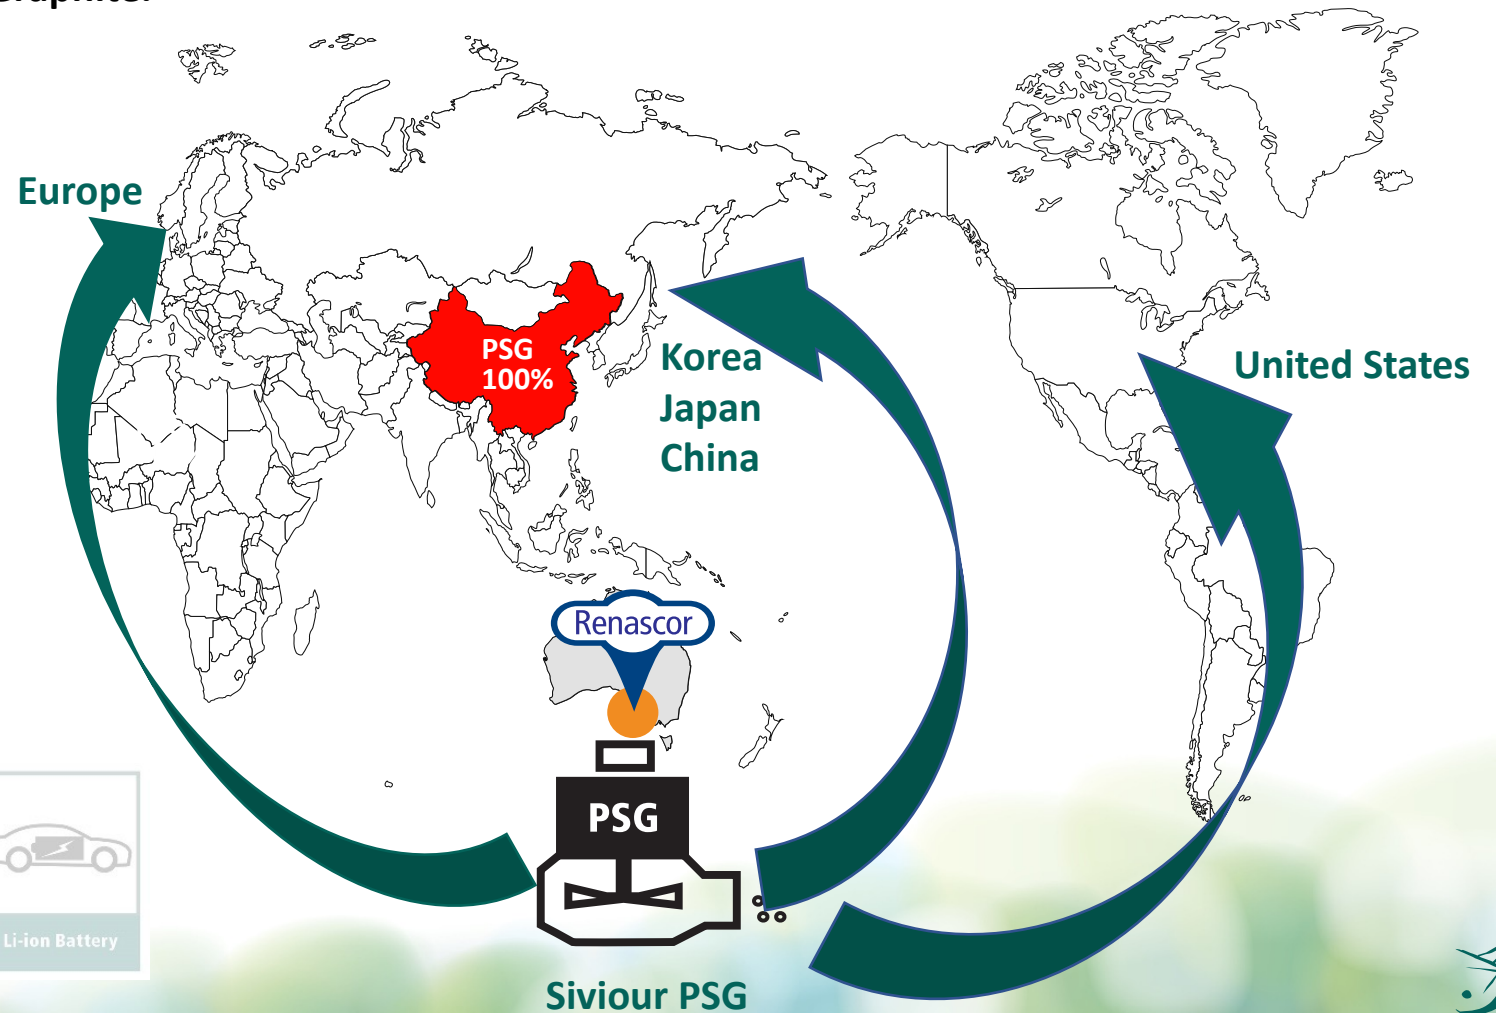 Europe
PSG
100%
Korea
Japan
China
United States
Renascor
PSG
Li-ion Battery
Siviour PSG